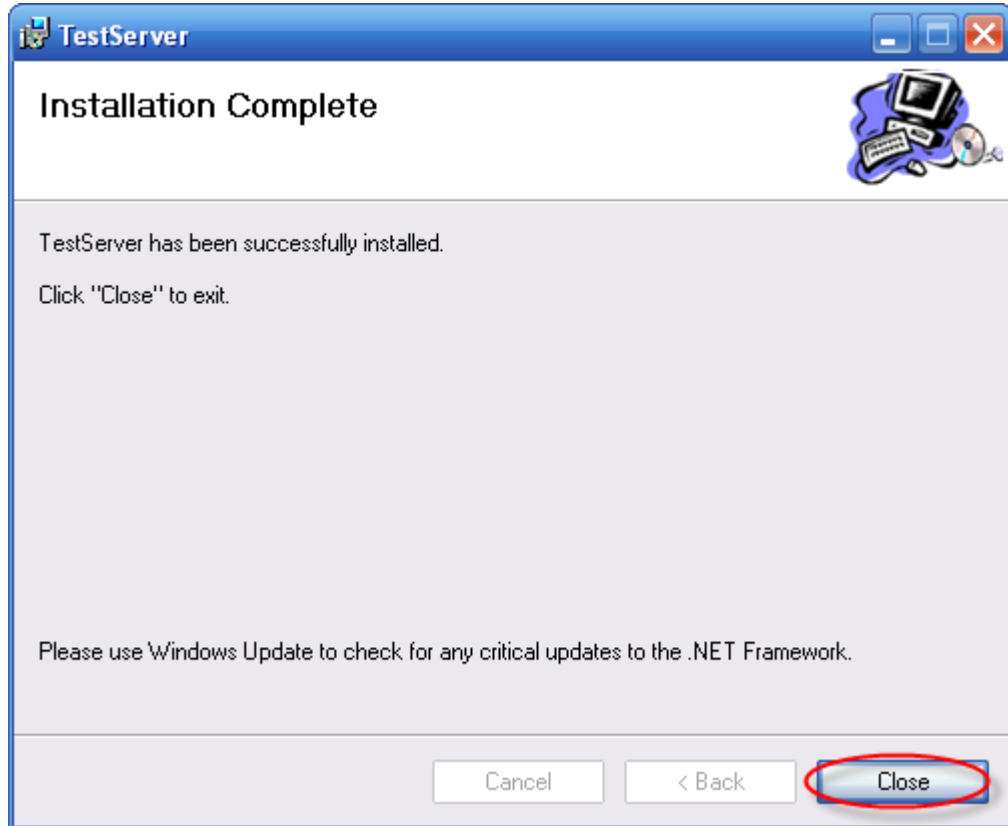 TestServer
Installation Complete
TestServer has been successfully installed.
Click "Close" to exit.
Please use Windows Update to check for any critical updates to the .NET Framework.
Cancel
< Back
Close